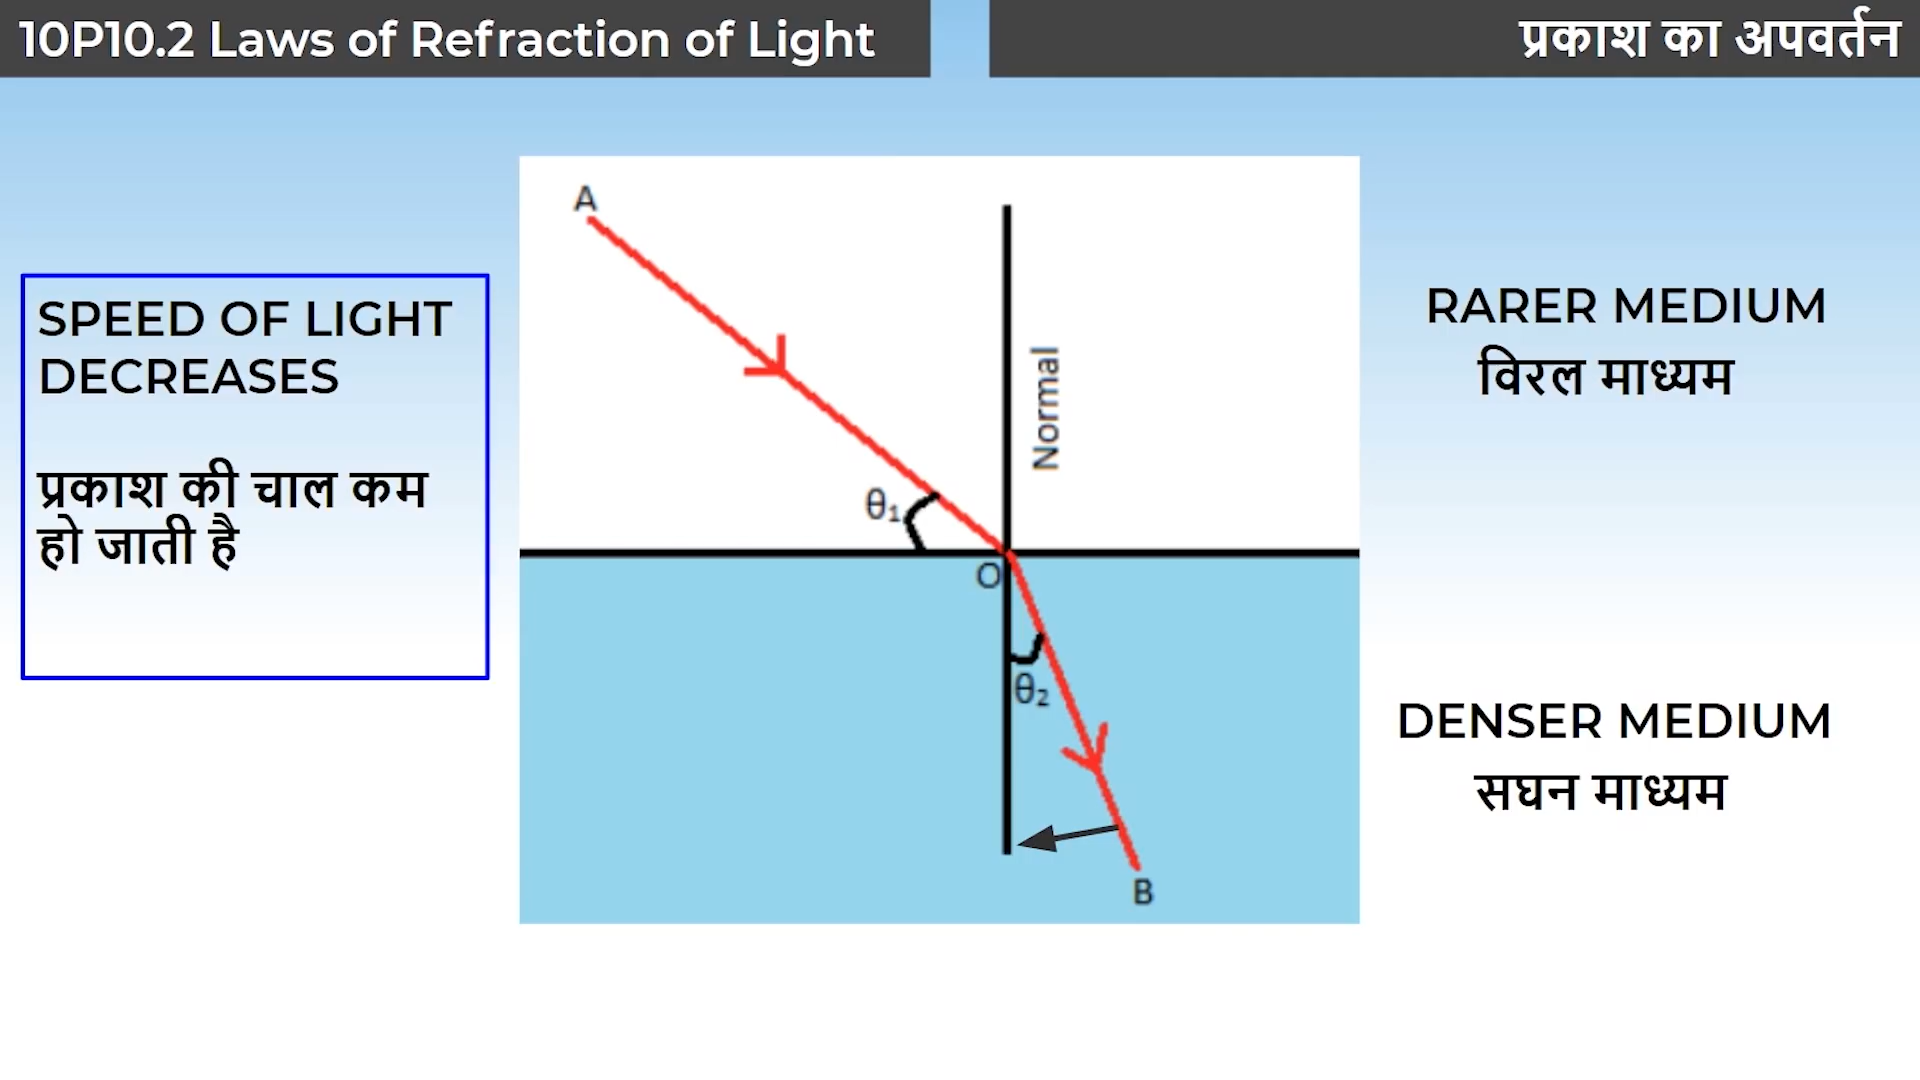 10P10.2 Laws of Refraction of Light
प्रकाश का अपवर्तन
SPEED OF LIGHT
DECREASES
प्रकाश की चाल कम
हो जाती है
A
Normal
θ₁
O
θ₂
B
RARER MEDIUM
विरल माध्यम
DENSER MEDIUM
सघन माध्यम